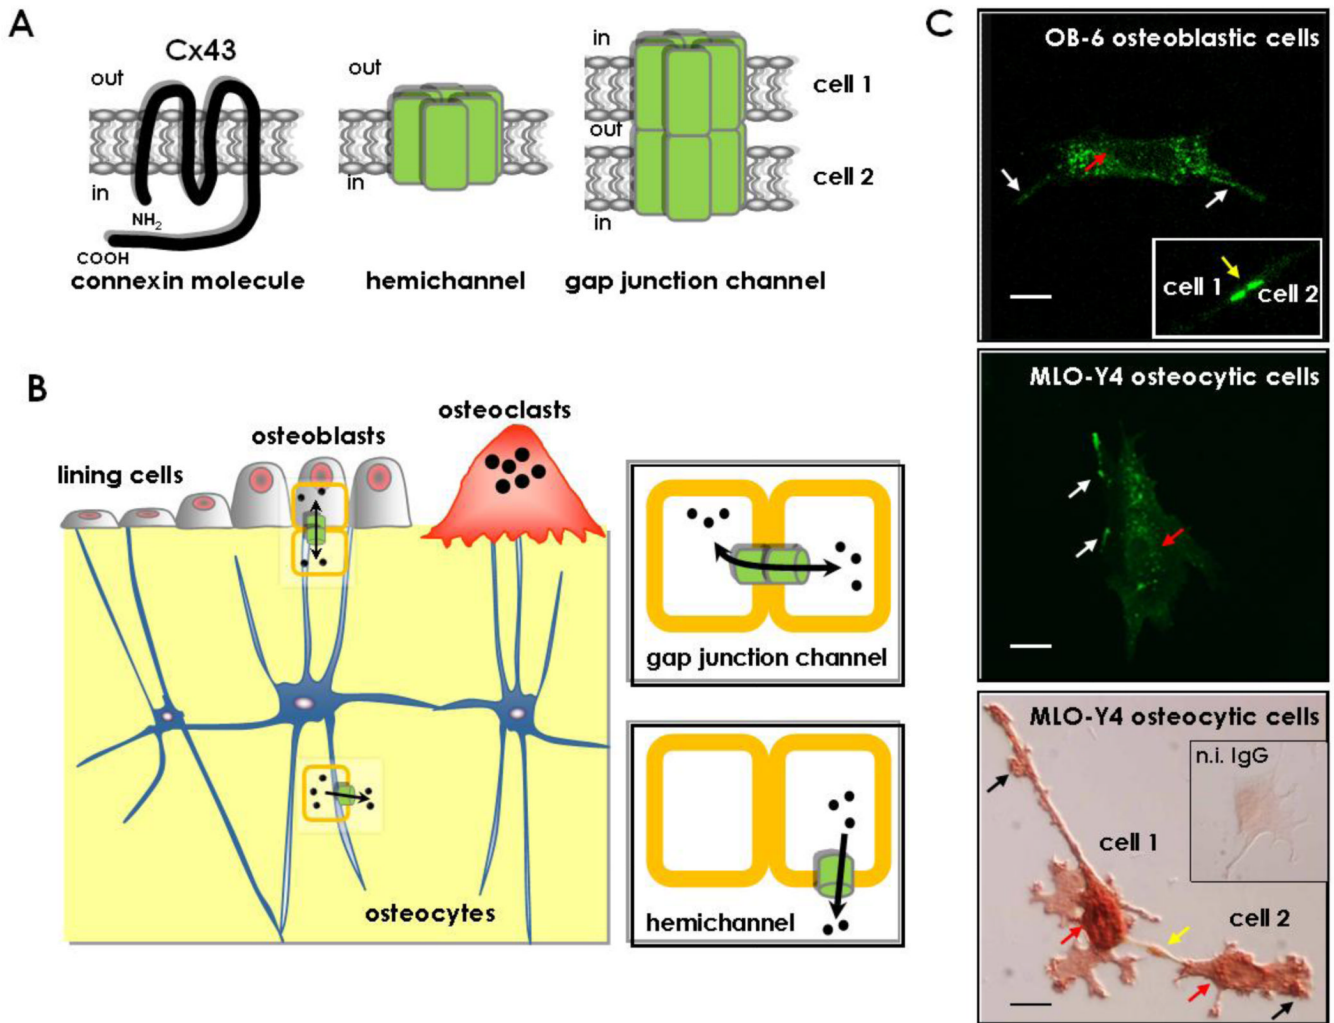 A
Cx43
out
in
NH2
COOH
connexin molecule
out
in
hemichannel
in
out
in
cell 1
cell 2
gap junction channel
B
lining cells
osteoblasts
osteoclasts
osteocytes
gap junction channel
hemichannel
C
OB-6 osteoblastic cells
cell 1
cell 2
MLO-Y4 osteocytic cells
MLO-Y4 osteocytic cells
n.i. IgG
cell 1
cell 2